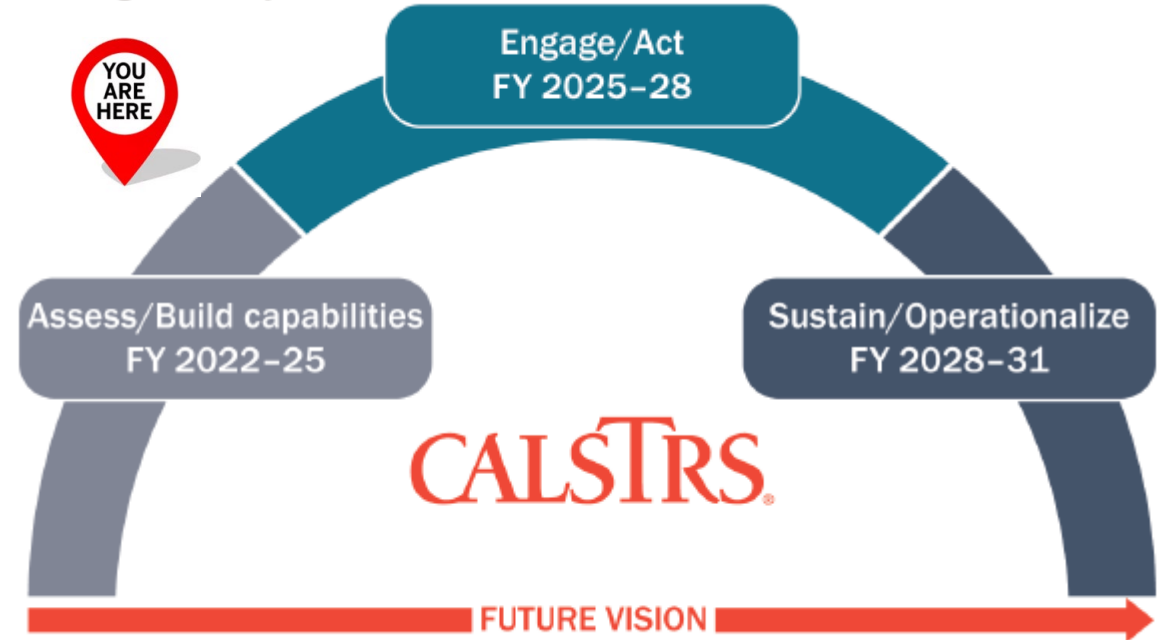 Engage/Act
FY 2025–28
YOU
ARE
HERE
Assess/Build capabilities
FY 2022–25
Sustain/Operationalize
FY 2028–31
CALSTRS®
FUTURE VISION